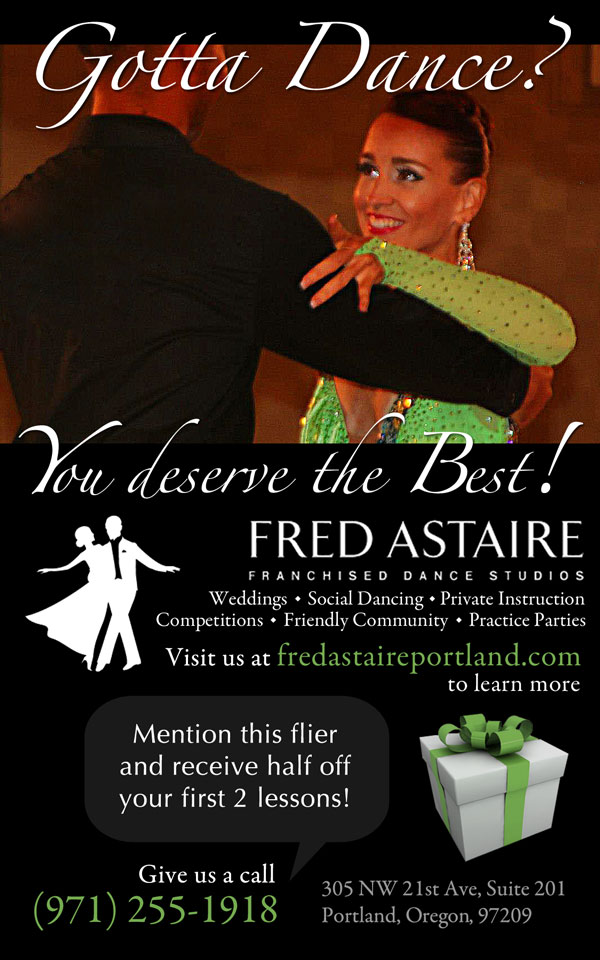 Gotta Dance?
You deserve the Best!
FRED ASTAIRE
FRANCHISED DANCE STUDIOS
Weddings • Social Dancing • Private Instruction
Competitions • Friendly Community • Practice Parties
Visit us at fredastaireportland.com
to learn more
Mention this flier
and receive half off
your first 2 lessons!
Give us a call
(971) 255-1918
305 NW 21st Ave, Suite 201
Portland, Oregon, 97209